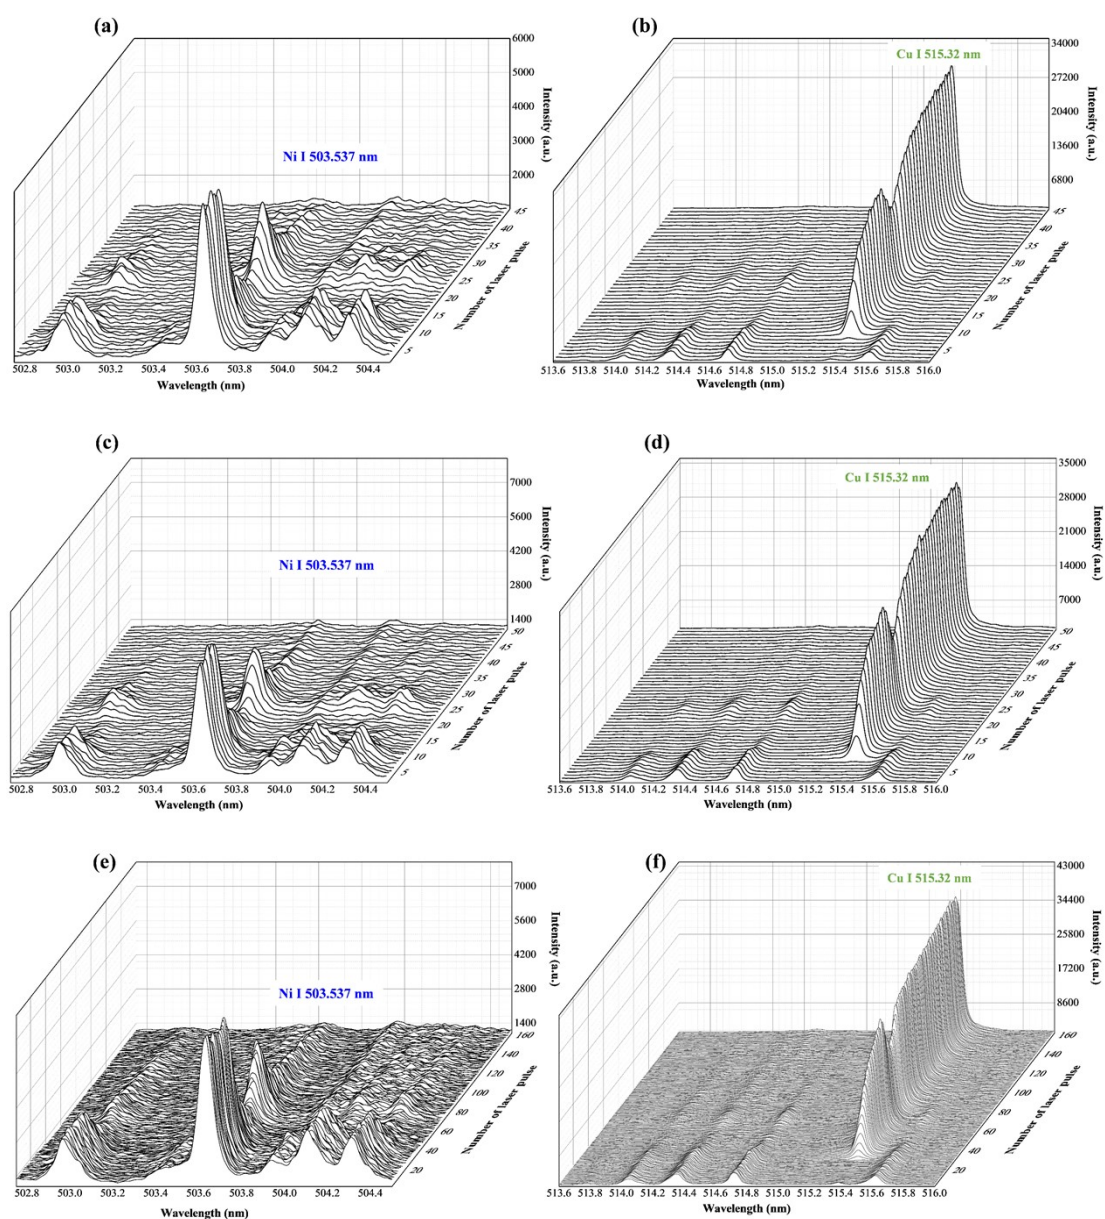 (a)
Ni I 503.537 nm
6000
5000
4000
3000
2000
Intensity (a.u.)
45
40
35
30
25
20
15
10
5
Number of laser pulse
502.8 503.0 503.2 503.4 503.6 503.8 504.0 504.2 504.4
Wavelength (nm)
(b)
Cu I 515.32 nm
34000
27200
20400
13600
6800
Intensity (a.u.)
45
40
35
30
25
20
15
10
5
Number of laser pulse
513.6 513.8 514.0 514.2 514.4 514.6 514.8 515.0 515.2 515.4 515.6 515.8 516.0
Wavelength (nm)
(c)
Ni I 503.537 nm
7000
5600
4200
2800
1400
Intensity (a.u.)
50
45
40
35
30
25
20
15
10
5
Number of laser pulse
502.8 503.0 503.2 503.4 503.6 503.8 504.0 504.2 504.4
Wavelength (nm)
(d)
Cu I 515.32 nm
35000
28000
21000
14000
7000
Intensity (a.u.)
50
45
40
35
30
25
20
15
10
5
Number of laser pulse
513.6 513.8 514.0 514.2 514.4 514.6 514.8 515.0 515.2 515.4 515.6 515.8 516.0
Wavelength (nm)
(e)
Ni I 503.537 nm
7000
5600
4200
2800
1400
Intensity (a.u.)
160
140
120
100
80
60
40
20
Number of laser pulse
502.8 503.0 503.2 503.4 503.6 503.8 504.0 504.2 504.4
Wavelength (nm)
(f)
Cu I 515.32 nm
43000
34400
25800
17200
8600
Intensity (a.u.)
160
140
120
100
80
60
40
20
Number of laser pulse
513.6 513.8 514.0 514.2 514.4 514.6 514.8 515.0 515.2 515.4 515.6 515.8 516.0
Wavelength (nm)